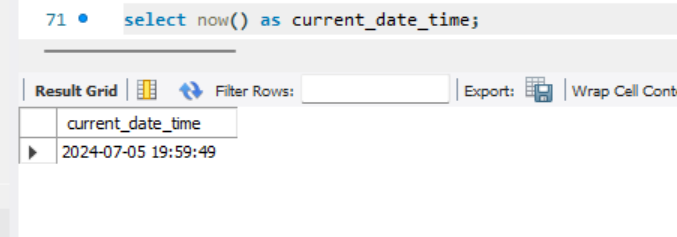 71 select now() as current_date_time;
Result Grid Filter Rows: Export: Wrap Cell Cont
current_date_time
2024-07-05 19:59:49